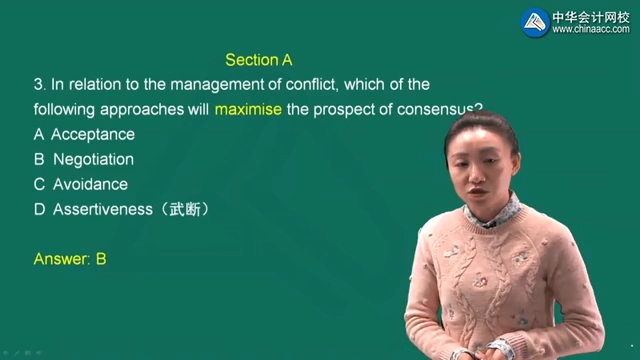 中华会计网校
www.chinaacc.com
Section A
3. In relation to the management of conflict, which of the
following approaches will maximise the prospect of consensus?
A Acceptance
B Negotiation
C Avoidance
D Assertiveness（武断）
Answer: B